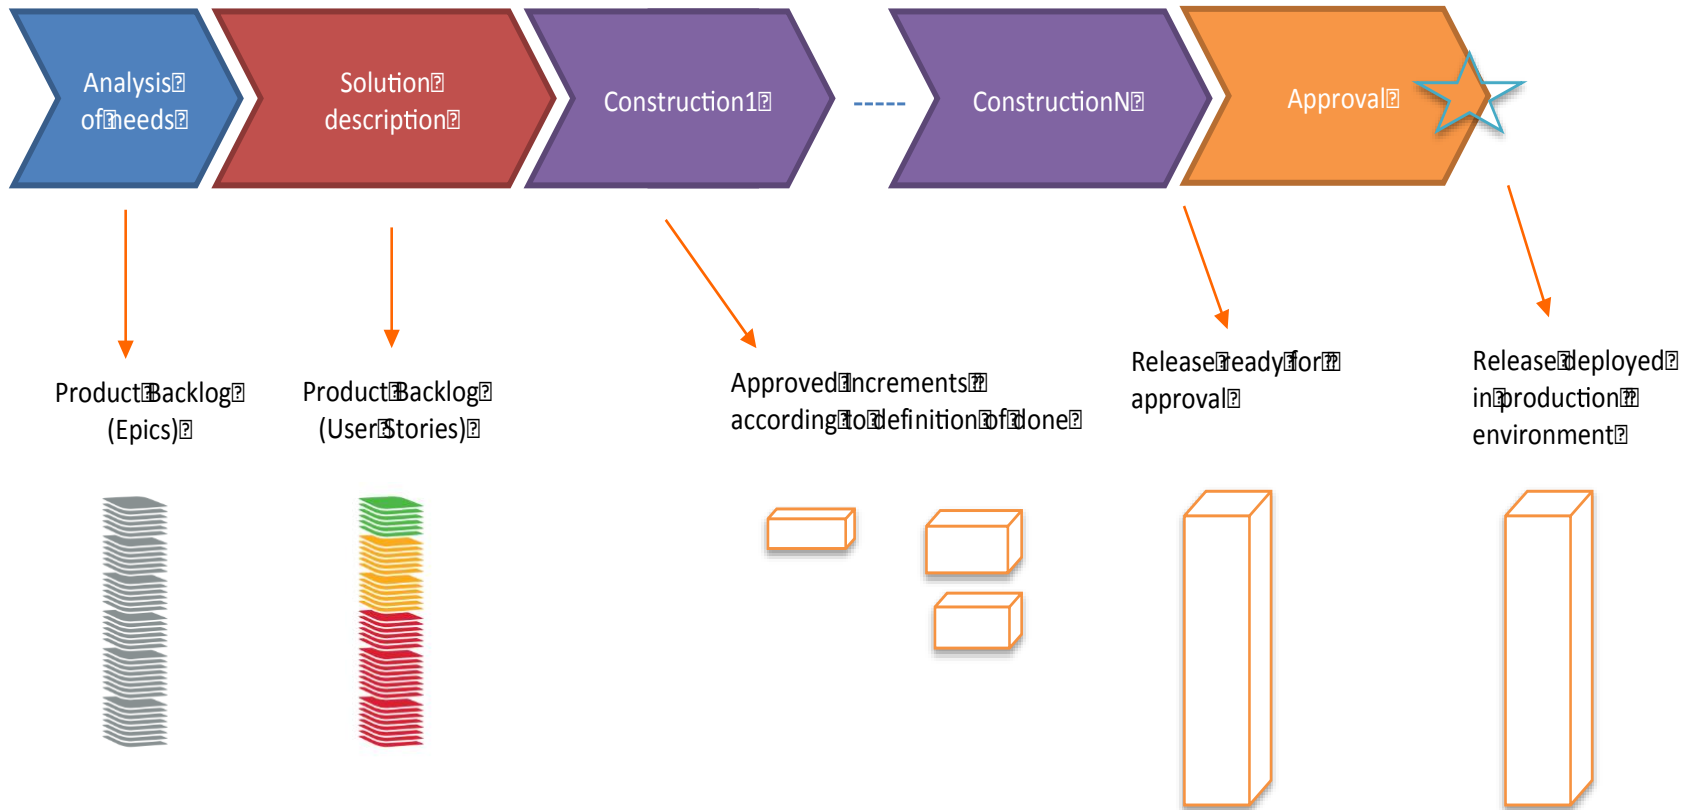 Analysis
of needs
Solution
description
Construction1
-----
ConstructionN
Approval
Product Backlog
(Epics)
Product Backlog
(User Stories)
Approved Increments
according to definition of done
Release ready for
approval
Release deployed
in production
environment